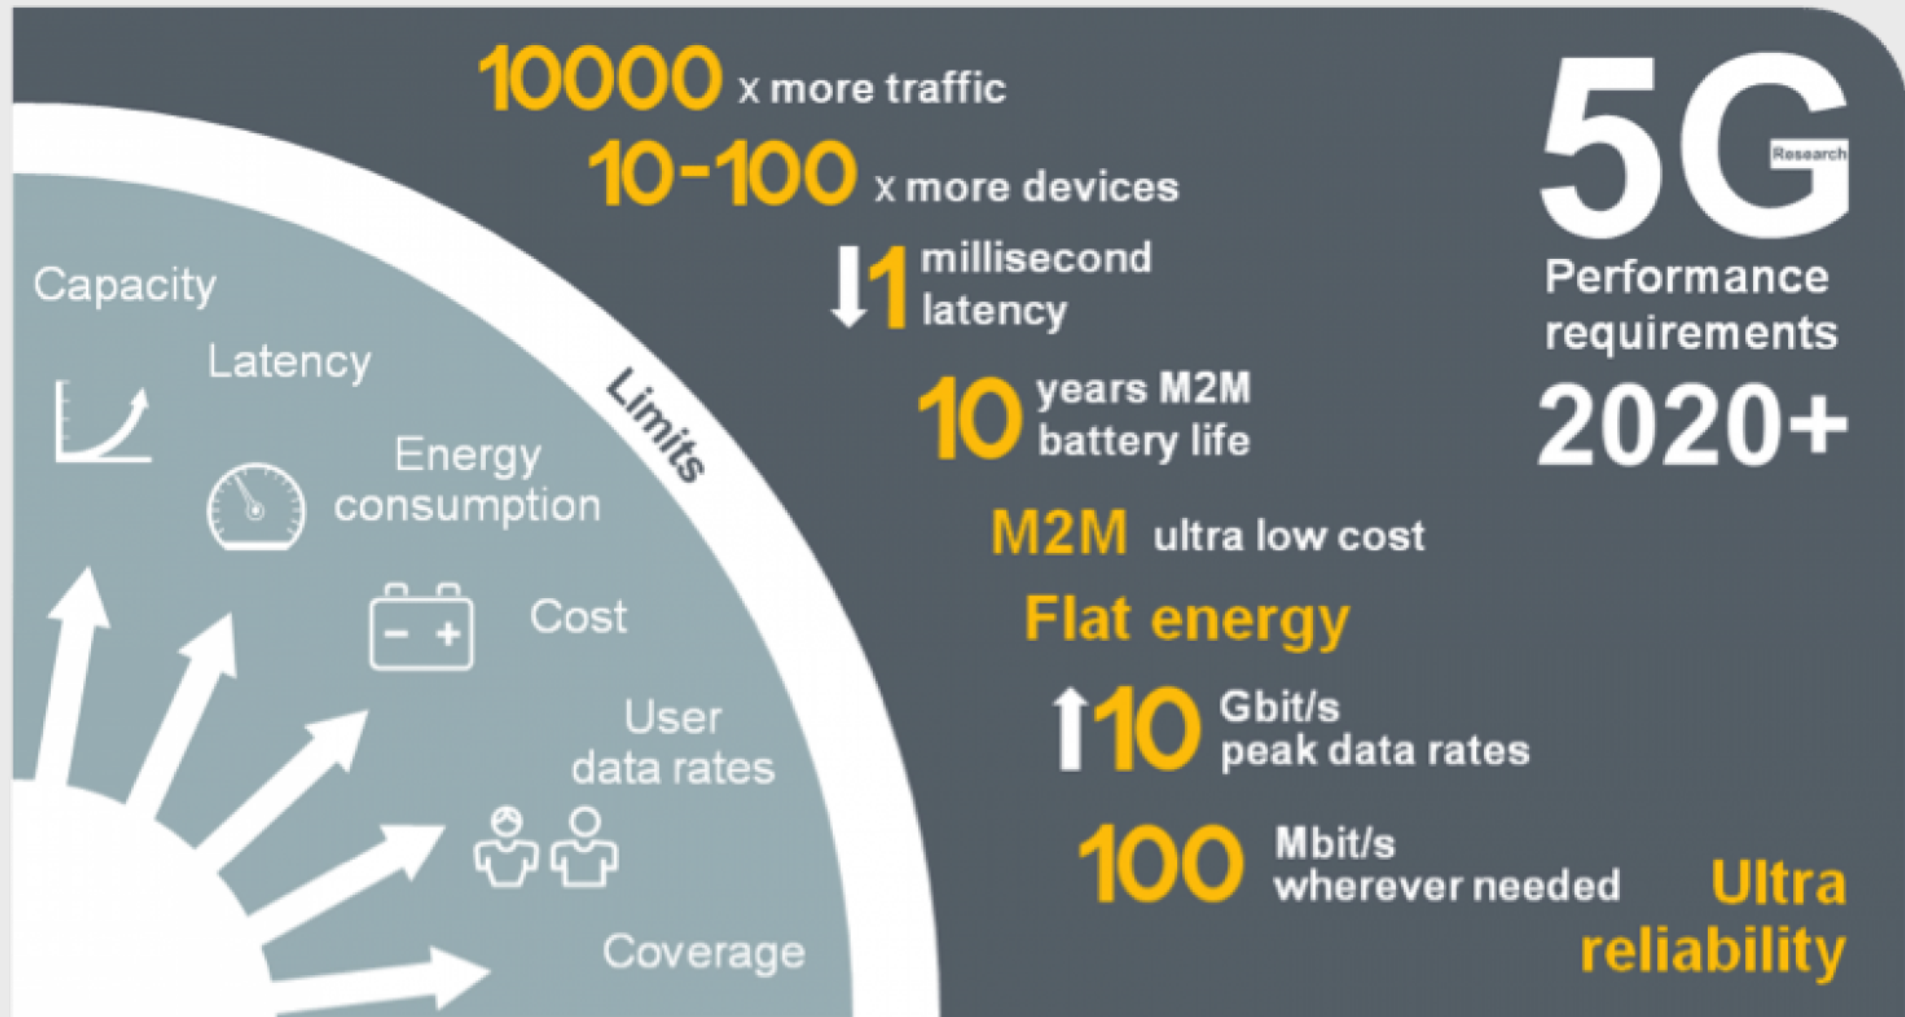 10000 x more traffic
10-100 x more devices
1 millisecond
latency
10 years M2M
battery life
M2M ultra low cost
Flat energy
10 Gbit/s
peak data rates
100 Mbit/s
wherever needed
Ultra
reliability
5G
Research
Performance
requirements
2020+
Limits
Capacity
Latency
Energy
consumption
- +
Cost
User
data rates
Coverage